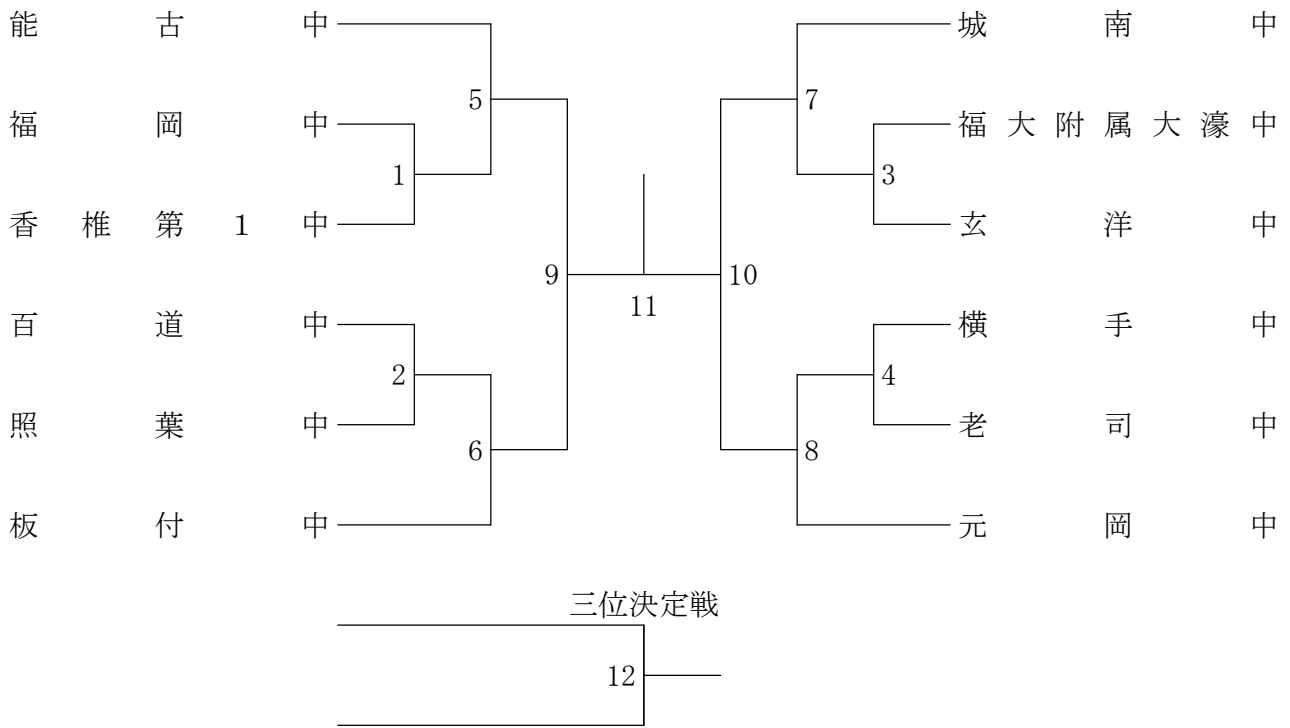 能古中
城南中
5
7
福岡中
福大附属大濠中
1
3
香椎第1中
玄洋中
9
10
11
百道中
横手中
2
4
照葉中
老司中
6
8
板付中
元岡中
三位決定戦
12